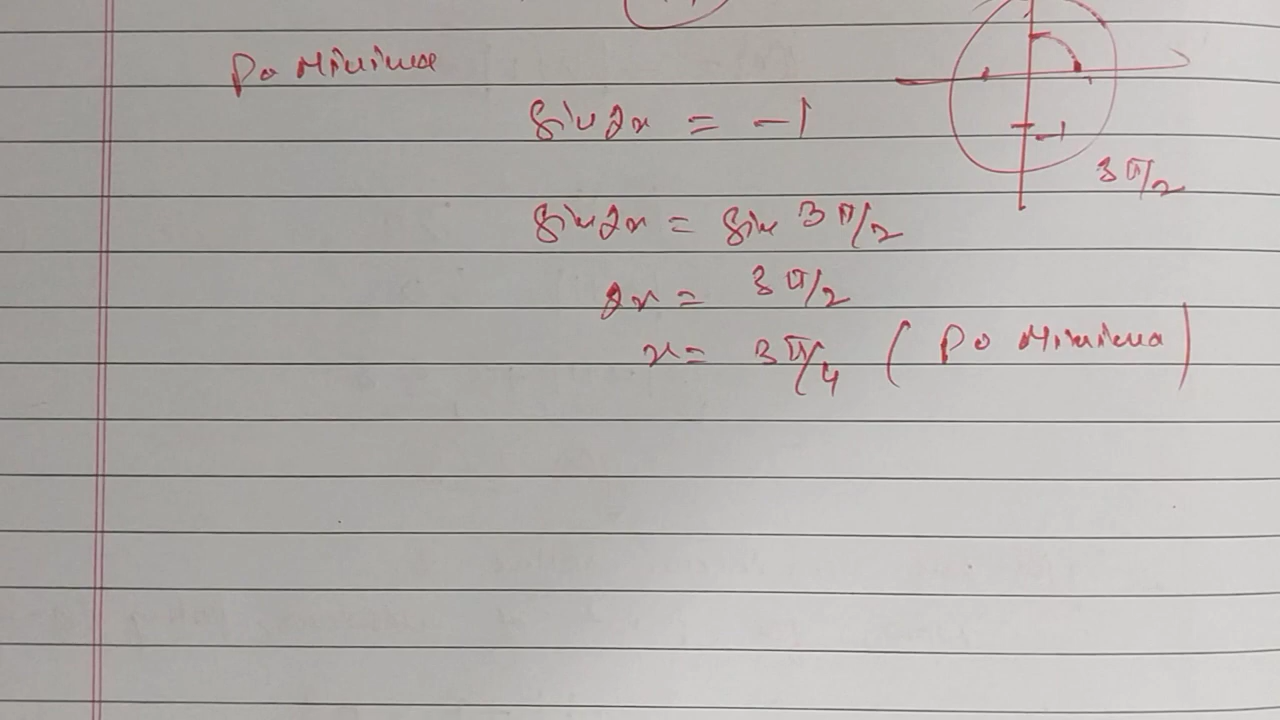 Po Minima
sin2x = -1
-1
3π/2
sin2x = sin 3π/2
2x = 3π/2
x = 3π/4 ( Po Minima )